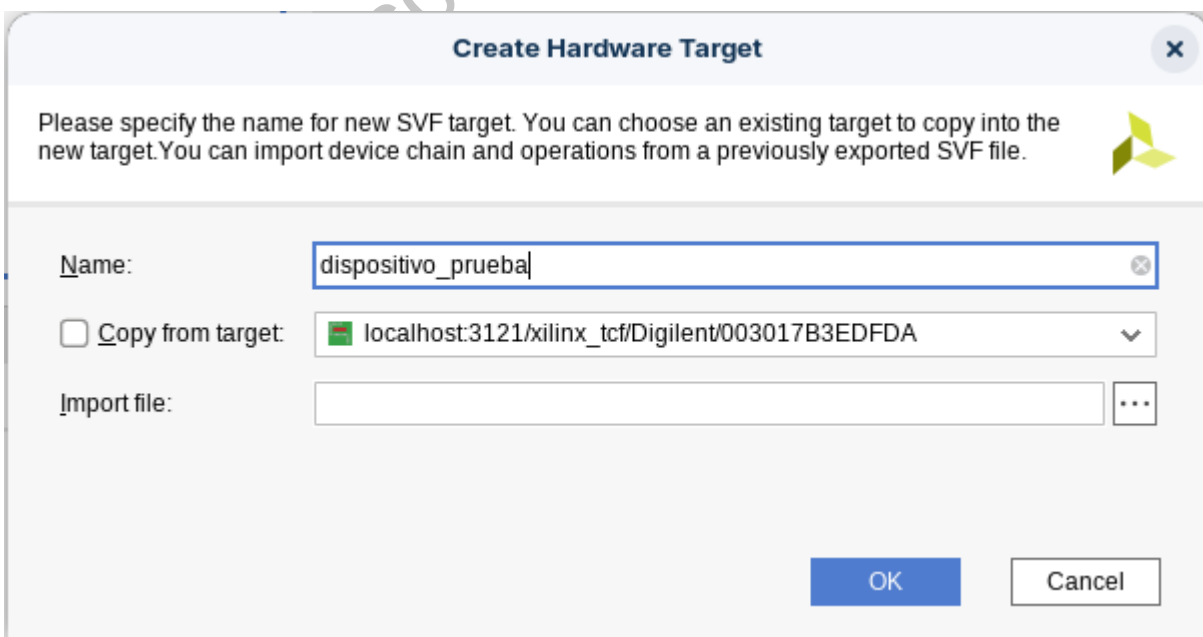 Create Hardware Target
Please specify the name for new SVF target. You can choose an existing target to copy into the
new target.You can import device chain and operations from a previously exported SVF file.
Name: dispositivo_prueba
Copy from target: localhost:3121/xilinx_tcf/Digilent/003017B3EDFDA
Import file:
OK Cancel